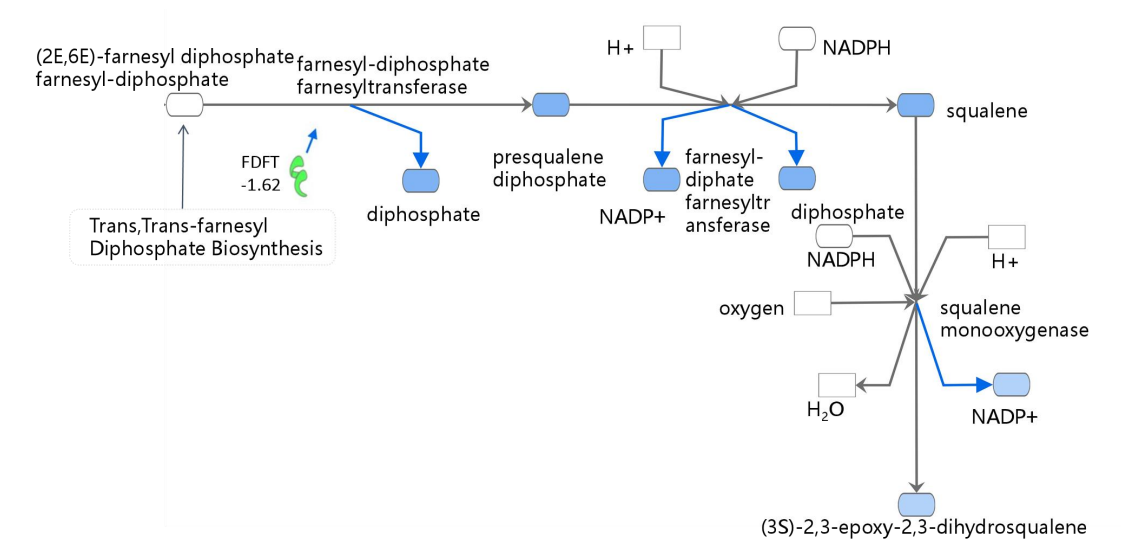 (2E,6E)-farnesyl diphosphate
farnesyl-diphosphate
farnesyl-diphosphate
farnesyltransferase
H+
NADPH
squalene
FDFT
-1.62
diphosphate
presqualene
diphosphate
NADP+
farnesyl-
diphate
farnesyltr
ansferase
diphosphate
Trans,Trans-farnesyl
Diphosphate Biosynthesis
NADPH
H+
oxygen
squalene
monooxygenase
H₂O
NADP+
(3S)-2,3-epoxy-2,3-dihydrosqualene